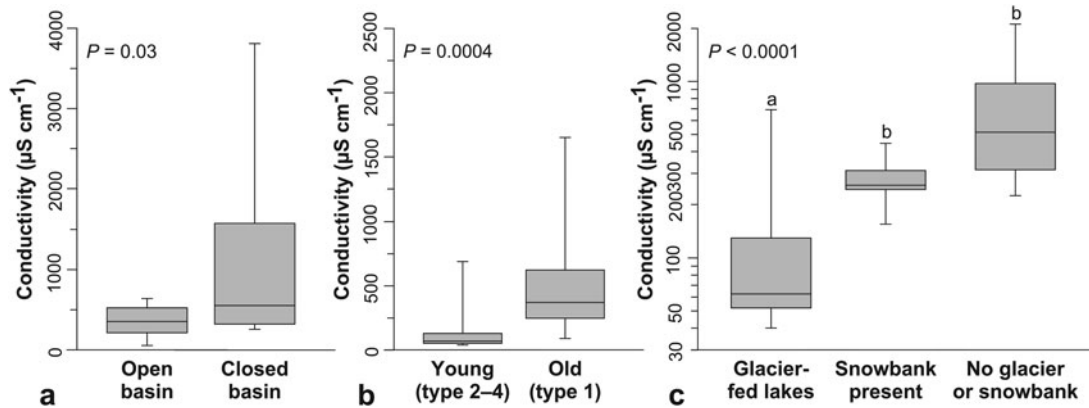 4000
3000
2000
1000
0
Conductivity (µS cm⁻¹)
P = 0.03
Open basin
Closed basin
a
2500
2000
1500
1000
500
0
Conductivity (µS cm⁻¹)
P = 0.0004
Young (type 2–4)
Old (type 1)
b
2000
1000
500
300
200
100
50
30
Conductivity (µS cm⁻¹)
P < 0.0001
a
b
b
Glacier-
fed lakes
Snowbank
present
No glacier
or snowbank
c